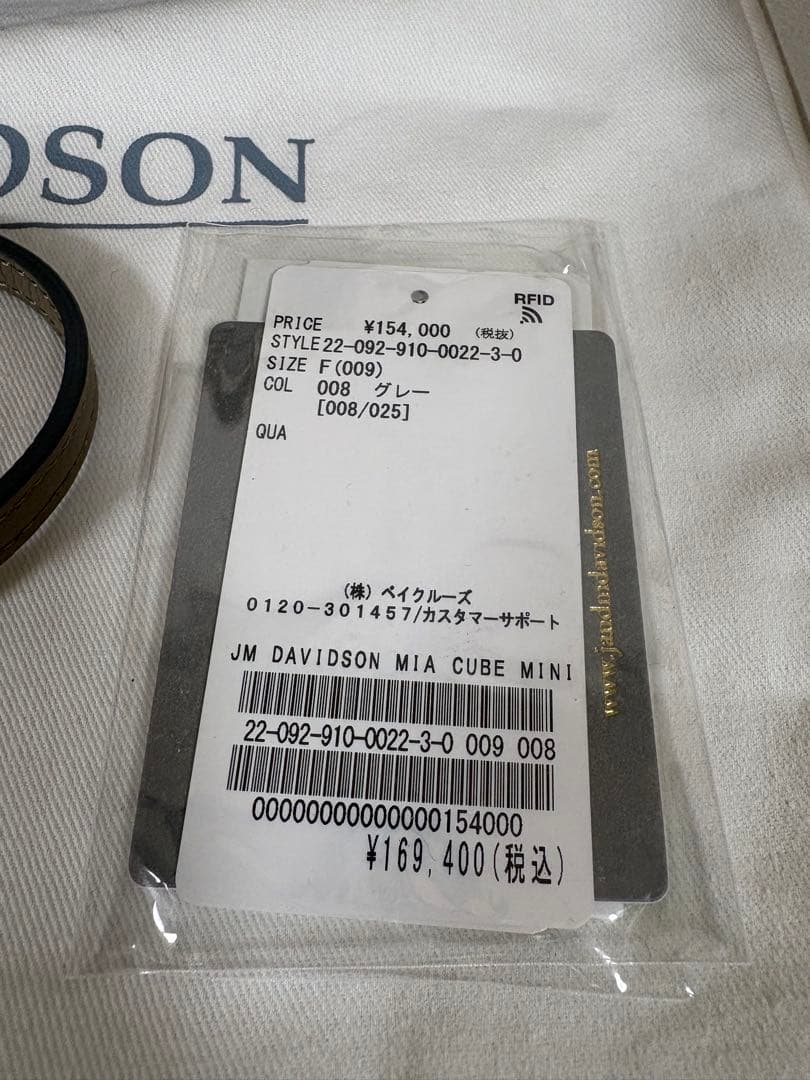 DSON
RFID
PRICE ¥154,000 (税抜)
STYLE22-092-910-0022-3-0
SIZE F(009)
COL 008 グレー
[008/025]
QUA
(株) ベイクルーズ
0120-301457/カスタマーサポート
JM DAVIDSON MIA CUBE MINI
22-092-910-0022-3-0 009 008
00000000000000154000
¥169,400(税込)
www.jandmdavidson.com